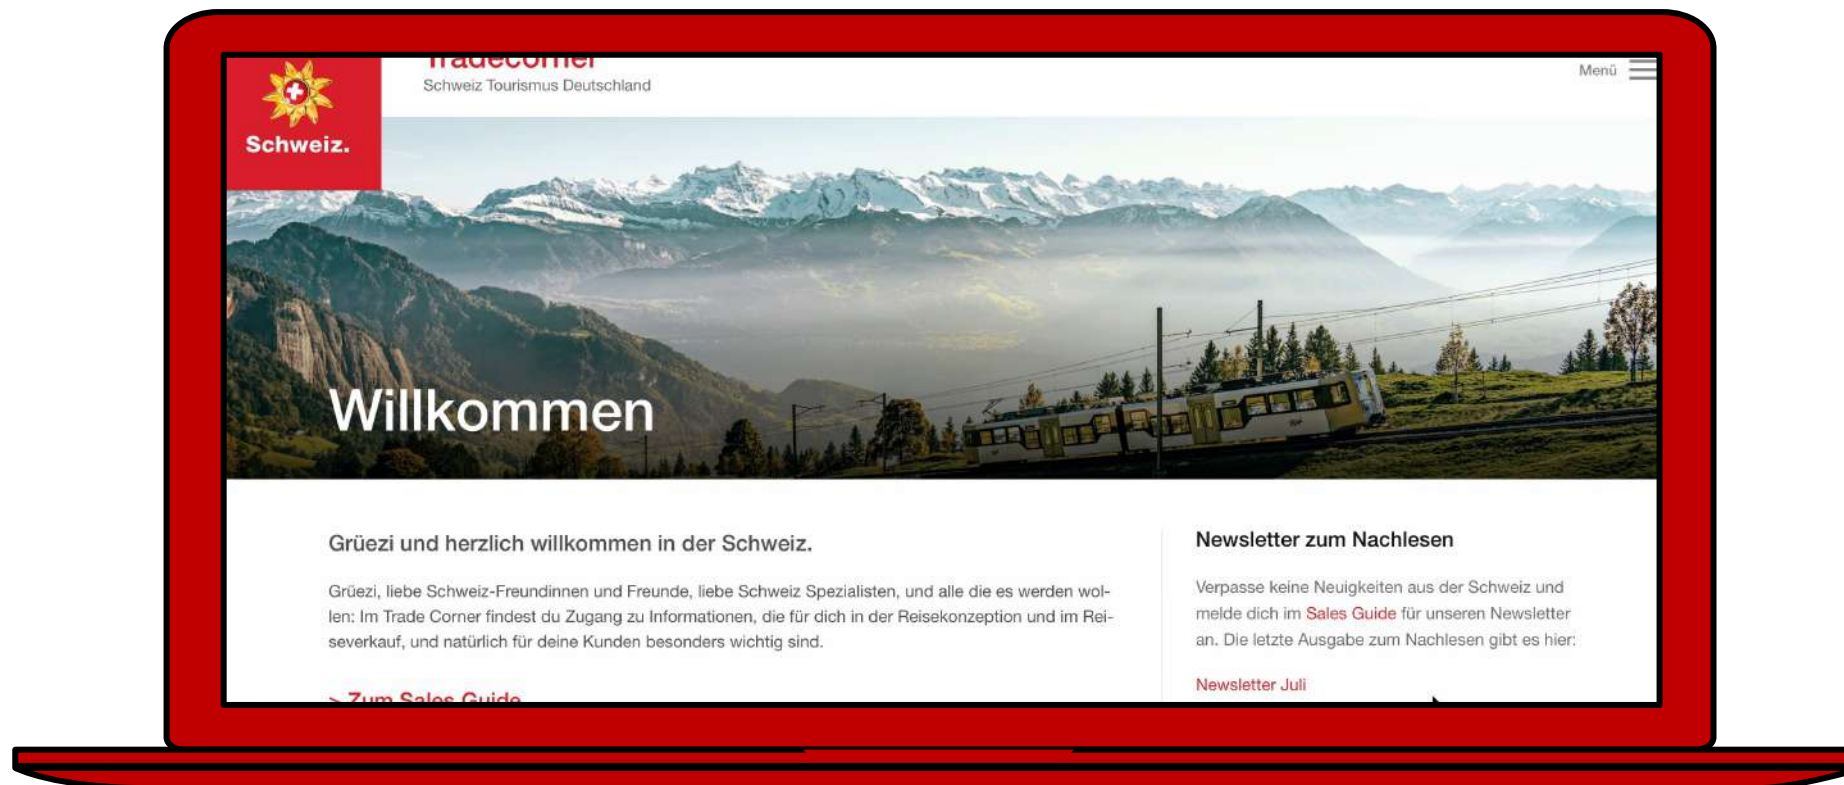 Tradecorner
Schweiz Tourismus Deutschland
Menü
Schweiz.
Willkommen
Grüezi und herzlich willkommen in der Schweiz.
Grüezi, liebe Schweiz-Freundinnen und Freunde, liebe Schweiz Spezialisten, und alle die es werden wol-
len: Im Trade Corner findest du Zugang zu Informationen, die für dich in der Reisekonzeption und im Rei-
severkauf, und natürlich für deine Kunden besonders wichtig sind.
> Zum Sales Guide
Newsletter zum Nachlesen
Verpasse keine Neuigkeiten aus der Schweiz und
melde dich im Sales Guide für unseren Newsletter
an. Die letzte Ausgabe zum Nachlesen gibt es hier:
Newsletter Juli